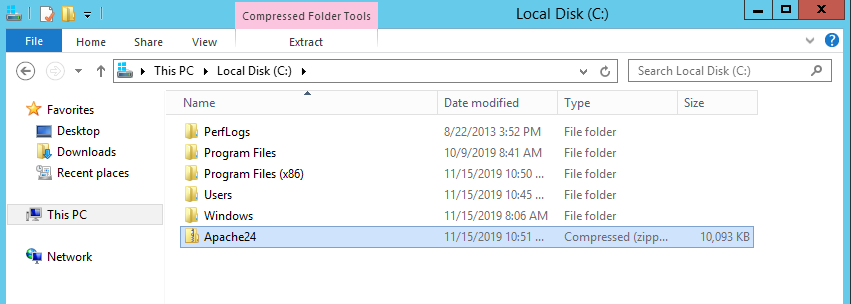 Compressed Folder Tools
Local Disk (C:)
File Home Share View Extract
This PC Local Disk (C:) Search Local Disk (C:)
Favorites
Desktop
Downloads
Recent places
This PC
Network
Name Date modified Type Size
PerfLogs 8/22/2013 3:52 PM File folder
Program Files 10/9/2019 8:41 AM File folder
Program Files (x86) 11/15/2019 10:50 ... File folder
Users 11/15/2019 10:45 ... File folder
Windows 11/15/2019 8:06 AM File folder
Apache24 11/15/2019 10:51 ... Compressed (zipp... 10,093 KB